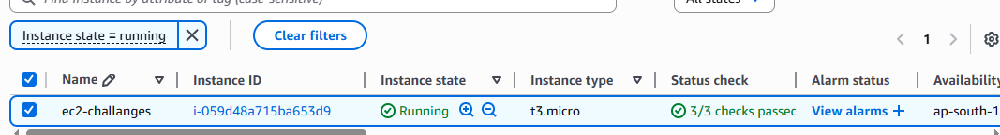 Find Instance by attribute or tag (case-sensitive)
All states
Instance state = running
Clear filters
1
Name Instance ID Instance state Instance type Status check Alarm status Availability
ec2-challanges i-059d48a715ba653d9 Running t3.micro 3/3 checks passec View alarms + ap-south-1